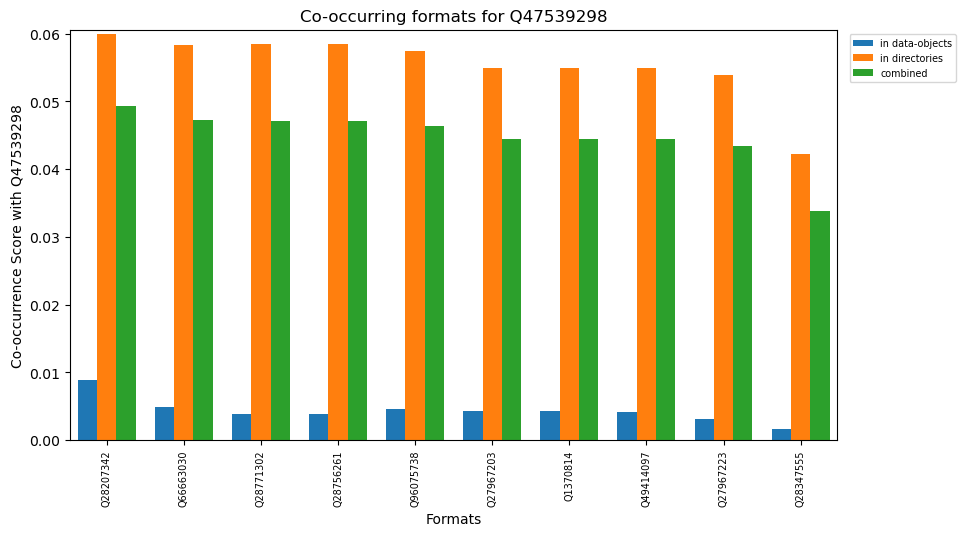 Co-occurring formats for Q47539298
in data-objects
in directories
combined
Co-occurrence Score with Q47539298
0.06
0.05
0.04
0.03
0.02
0.01
0.00
Q28207342
Q66663030
Q28771302
Q28756261
Q96075738
Q27967203
Q1370814
Q49414097
Q27967223
Q28347555
Formats